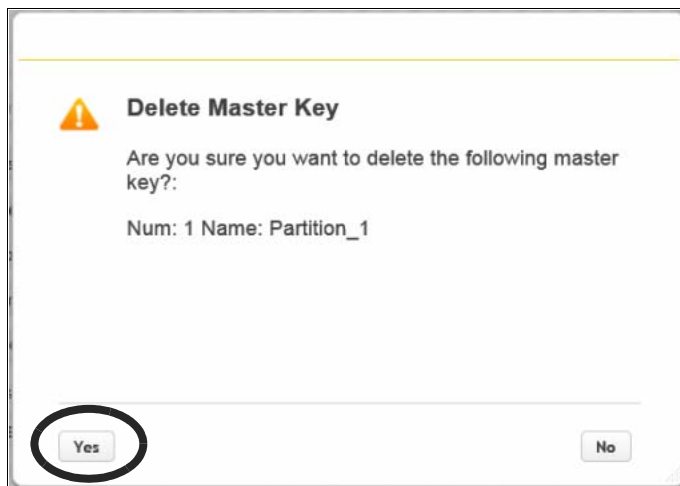 Delete Master Key
Are you sure you want to delete the following master
key?:
Num: 1 Name: Partition_1
Yes
No